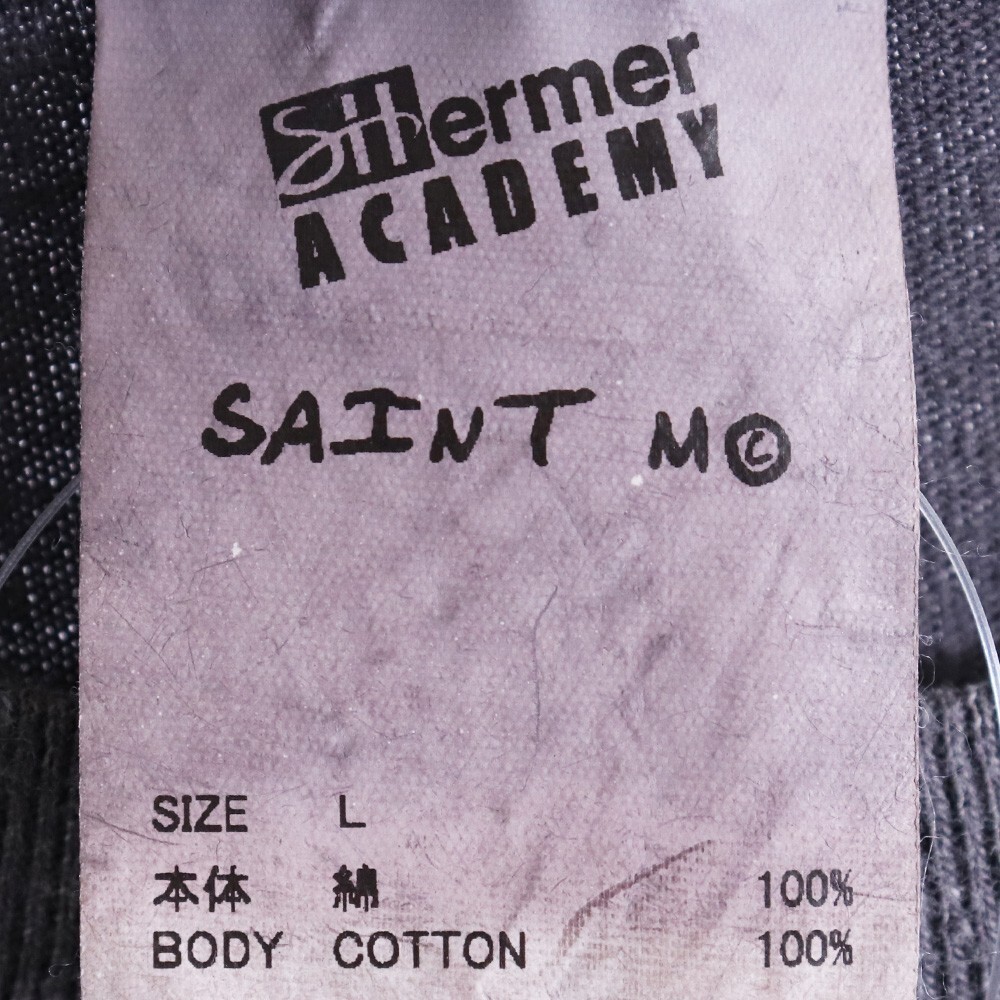 SHermer
ACADEMY
SAINT M©
SIZE L
本体 綿 100%
BODY COTTON 100%